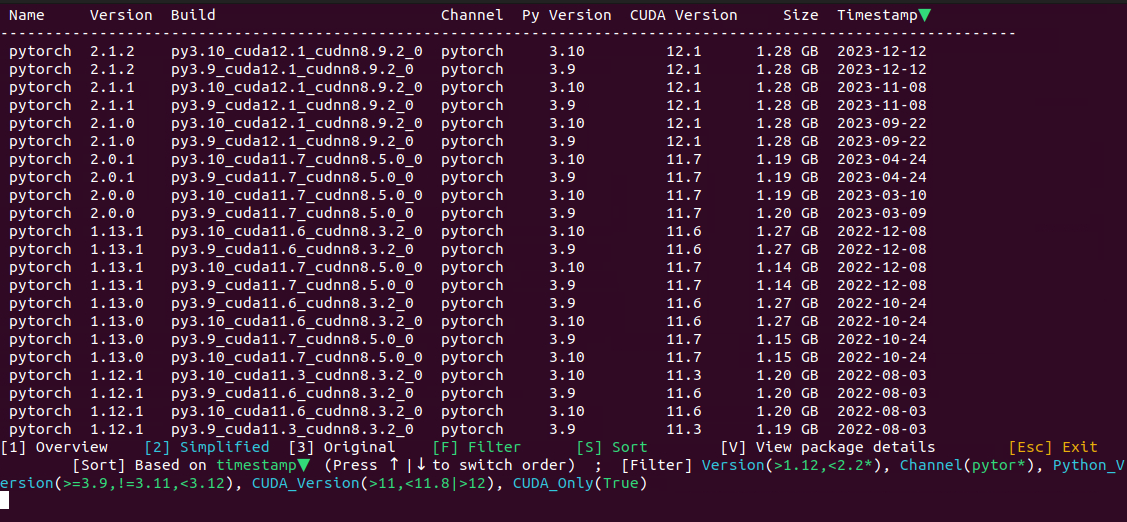 Name Version Build Channel Py Version CUDA Version Size Timestamp▼
-----------------------------------------------------------------------------------------------------------------
pytorch 2.1.2 py3.10_cuda12.1_cudnn8.9.2_0 pytorch 3.10 12.1 1.28 GB 2023-12-12
pytorch 2.1.2 py3.9_cuda12.1_cudnn8.9.2_0 pytorch 3.9 12.1 1.28 GB 2023-12-12
pytorch 2.1.1 py3.10_cuda12.1_cudnn8.9.2_0 pytorch 3.10 12.1 1.28 GB 2023-11-08
pytorch 2.1.1 py3.9_cuda12.1_cudnn8.9.2_0 pytorch 3.9 12.1 1.28 GB 2023-11-08
pytorch 2.1.0 py3.10_cuda12.1_cudnn8.9.2_0 pytorch 3.10 12.1 1.28 GB 2023-09-22
pytorch 2.1.0 py3.9_cuda12.1_cudnn8.9.2_0 pytorch 3.9 12.1 1.28 GB 2023-09-22
pytorch 2.0.1 py3.10_cuda11.7_cudnn8.5.0_0 pytorch 3.10 11.7 1.19 GB 2023-04-24
pytorch 2.0.1 py3.9_cuda11.7_cudnn8.5.0_0 pytorch 3.9 11.7 1.19 GB 2023-04-24
pytorch 2.0.0 py3.10_cuda11.7_cudnn8.5.0_0 pytorch 3.10 11.7 1.19 GB 2023-03-10
pytorch 2.0.0 py3.9_cuda11.7_cudnn8.5.0_0 pytorch 3.9 11.7 1.20 GB 2023-03-09
pytorch 1.13.1 py3.10_cuda11.6_cudnn8.3.2_0 pytorch 3.10 11.6 1.27 GB 2022-12-08
pytorch 1.13.1 py3.9_cuda11.6_cudnn8.3.2_0 pytorch 3.9 11.6 1.27 GB 2022-12-08
pytorch 1.13.1 py3.10_cuda11.7_cudnn8.5.0_0 pytorch 3.10 11.7 1.14 GB 2022-12-08
pytorch 1.13.1 py3.9_cuda11.7_cudnn8.5.0_0 pytorch 3.9 11.7 1.14 GB 2022-12-08
pytorch 1.13.0 py3.9_cuda11.6_cudnn8.3.2_0 pytorch 3.9 11.6 1.27 GB 2022-10-24
pytorch 1.13.0 py3.10_cuda11.6_cudnn8.3.2_0 pytorch 3.10 11.6 1.27 GB 2022-10-24
pytorch 1.13.0 py3.9_cuda11.7_cudnn8.5.0_0 pytorch 3.9 11.7 1.15 GB 2022-10-24
pytorch 1.13.0 py3.10_cuda11.7_cudnn8.5.0_0 pytorch 3.10 11.7 1.15 GB 2022-10-24
pytorch 1.12.1 py3.10_cuda11.3_cudnn8.3.2_0 pytorch 3.10 11.3 1.20 GB 2022-08-03
pytorch 1.12.1 py3.9_cuda11.6_cudnn8.3.2_0 pytorch 3.9 11.6 1.20 GB 2022-08-03
pytorch 1.12.1 py3.10_cuda11.6_cudnn8.3.2_0 pytorch 3.10 11.6 1.20 GB 2022-08-03
pytorch 1.12.1 py3.9_cuda11.3_cudnn8.3.2_0 pytorch 3.9 11.3 1.20 GB 2022-08-03
[1] Overview [2] Simplified [3] Original [F] Filter [S] Sort [V] View package details [Esc] Exit
[Sort] Based on timestamp▼ (Press ↑|↓to switch order) ; [Filter] Version(>1.12,<2.2*), Channel(pytor*), Python_V
ersion(>=3.9,!=3.11,<3.12), CUDA_Version(>11,<11.8|>12), CUDA_Only(True)